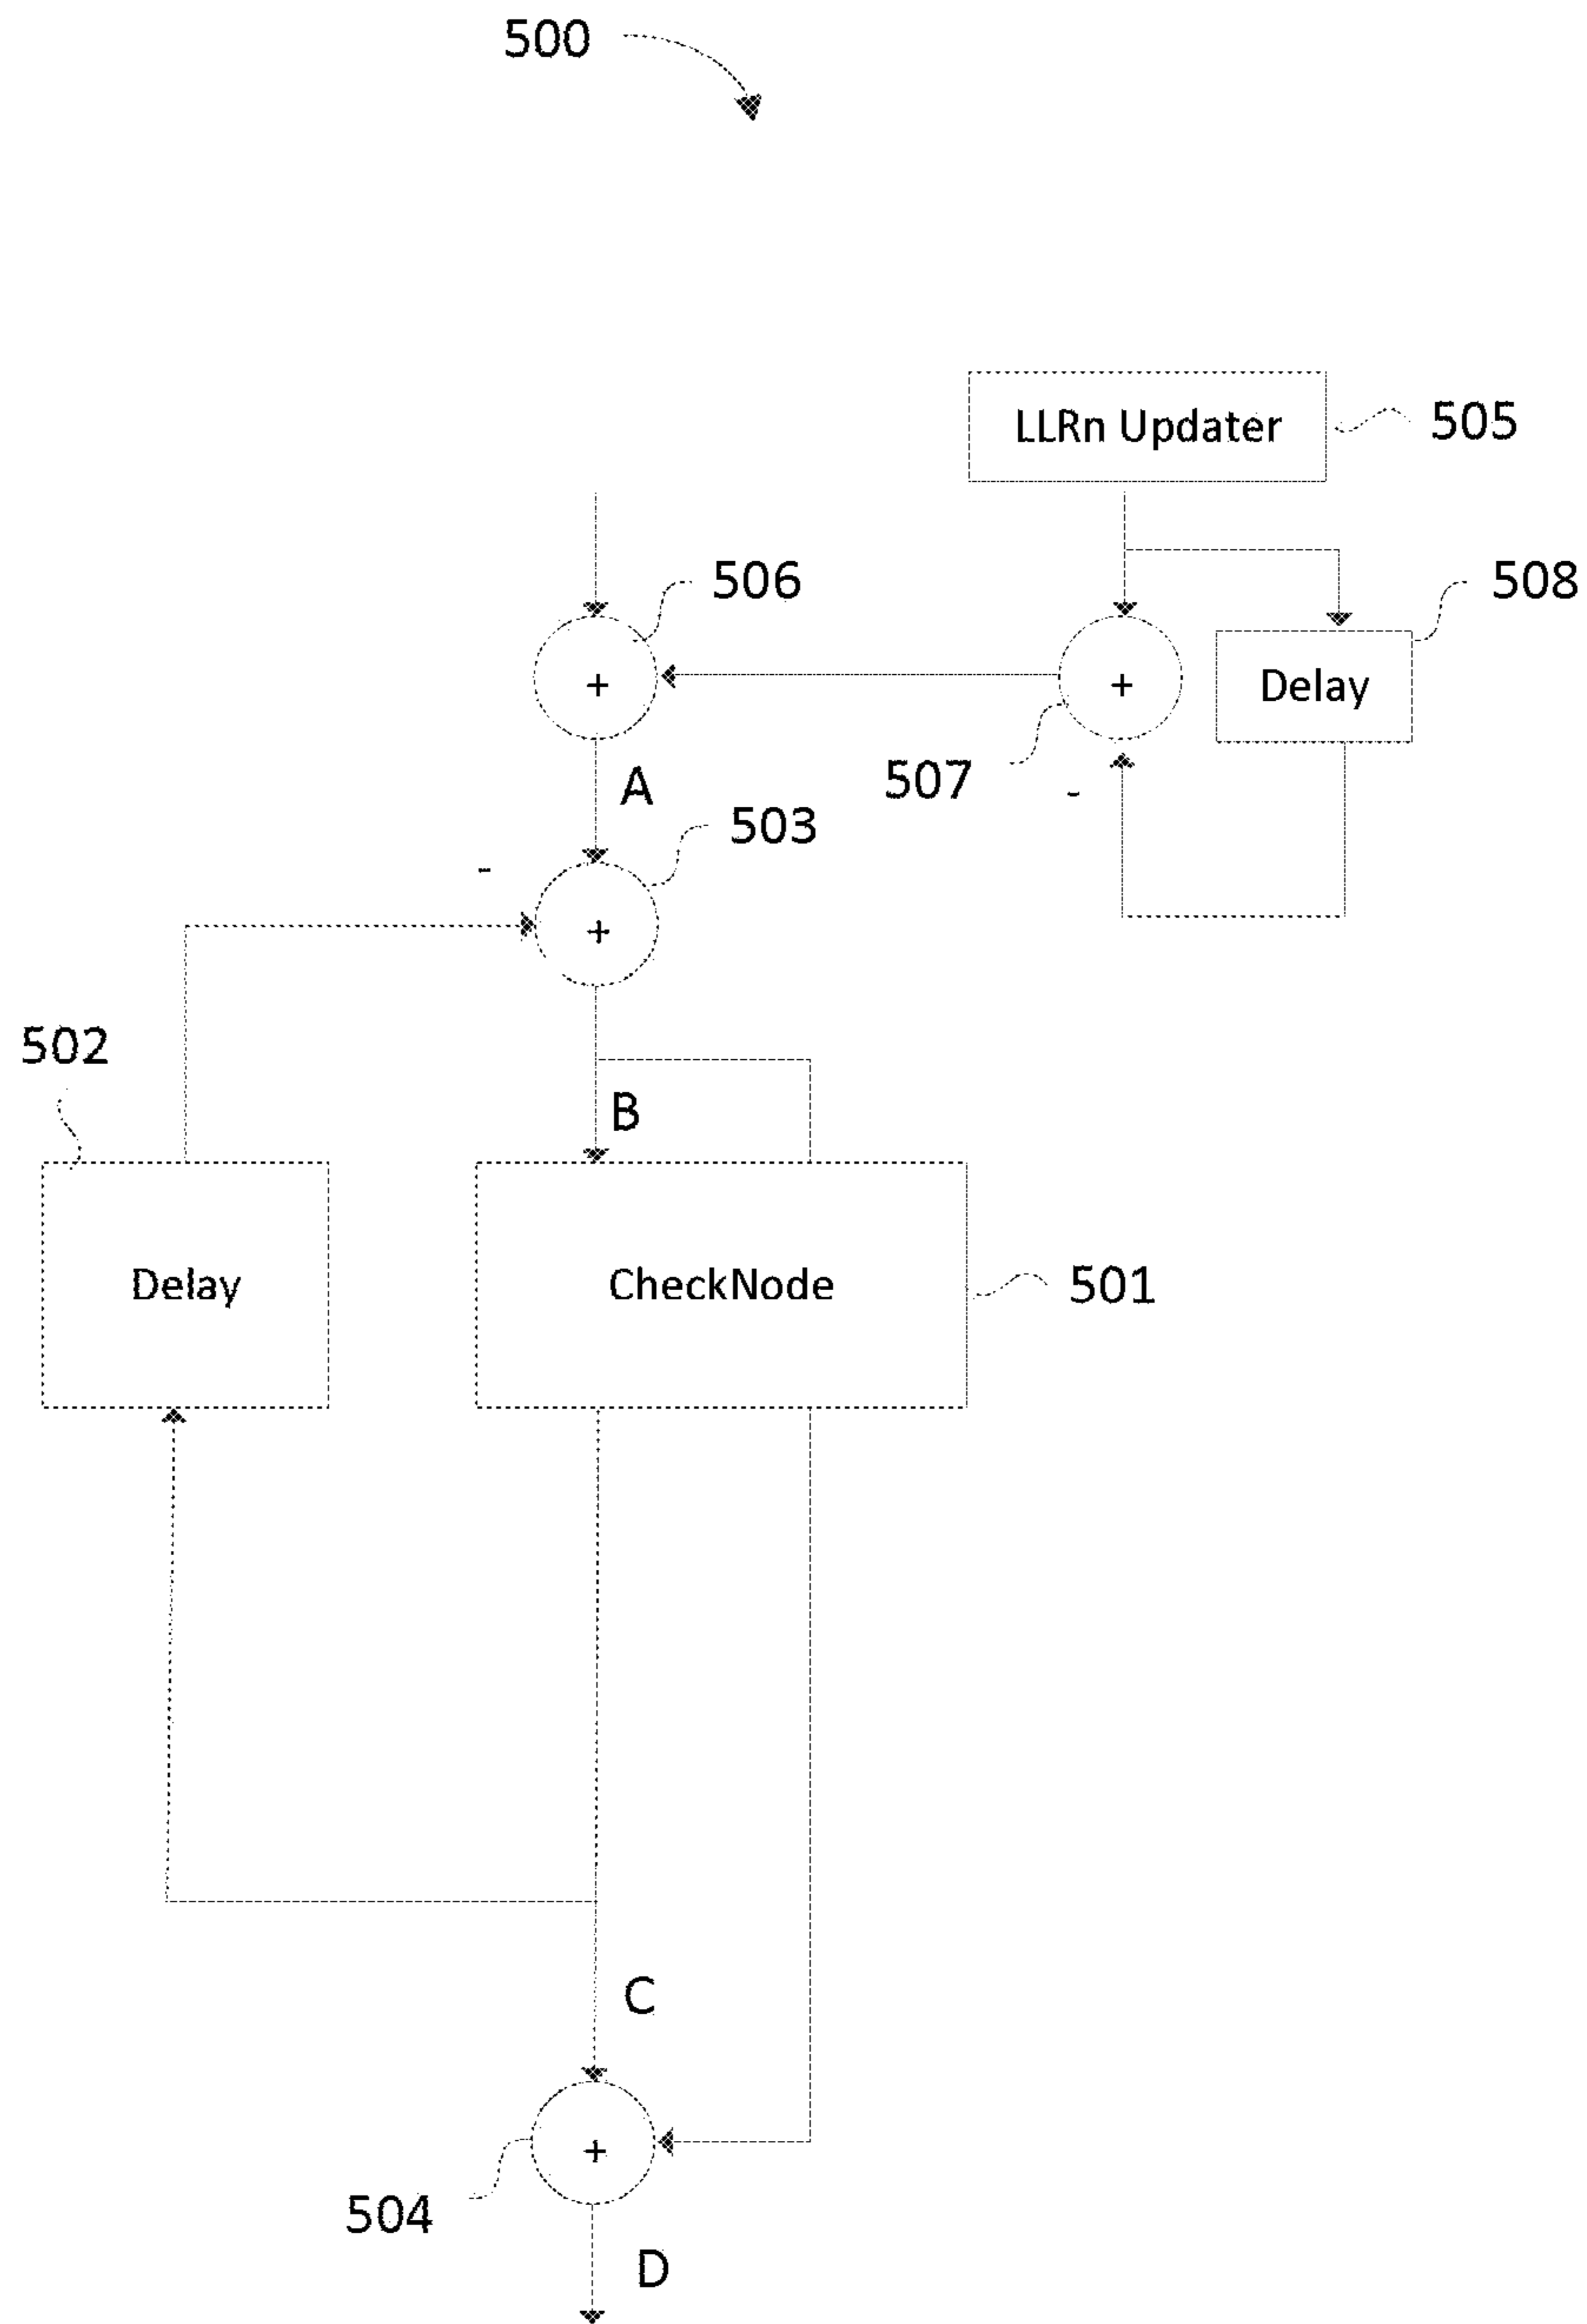 500
LLRn Updater
505
506
508
+
+
Delay
507
-
A
503
-
+
502
B
Delay
CheckNode
501
C
+
504
D